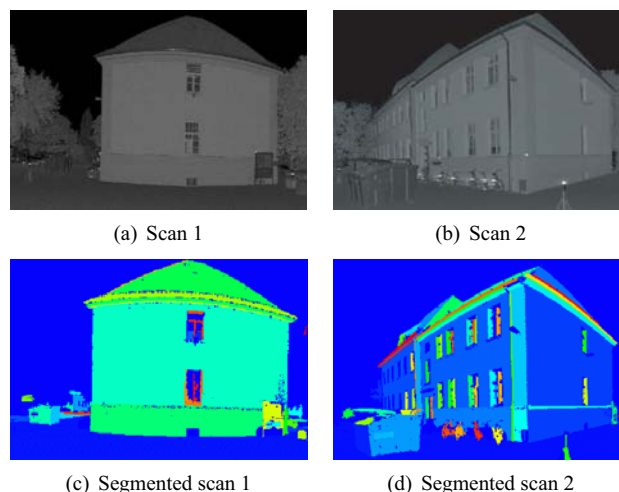 (a) Scan 1
(b) Scan 2
(c) Segmented scan 1
(d) Segmented scan 2